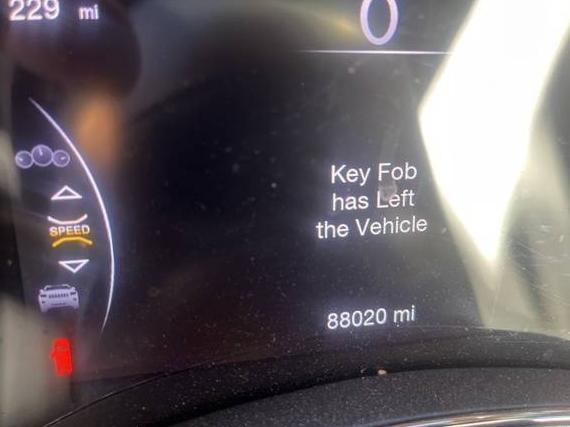 229 mi
0
Key Fob
has Left
the Vehicle
SPEED
88020 mi